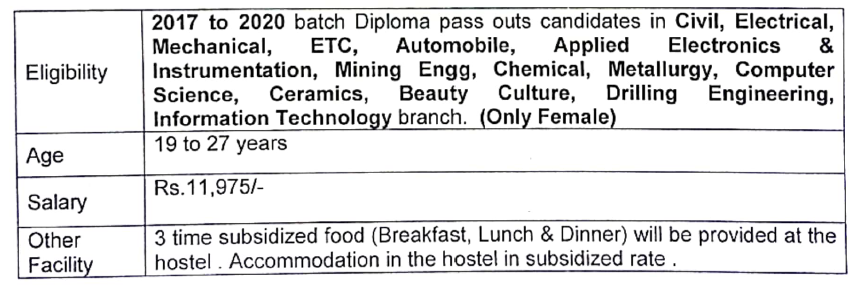 Eligibility
2017 to 2020 batch Diploma pass outs candidates in Civil, Electrical,
Mechanical, ETC, Automobile, Applied Electronics &
Instrumentation, Mining Engg, Chemical, Metallurgy, Computer
Science, Ceramics, Beauty Culture, Drilling Engineering,
Information Technology branch. (Only Female)
Age
19 to 27 years
Salary
Rs.11,975/-
Other
Facility
3 time subsidized food (Breakfast, Lunch & Dinner) will be provided at the
hostel . Accommodation in the hostel in subsidized rate .